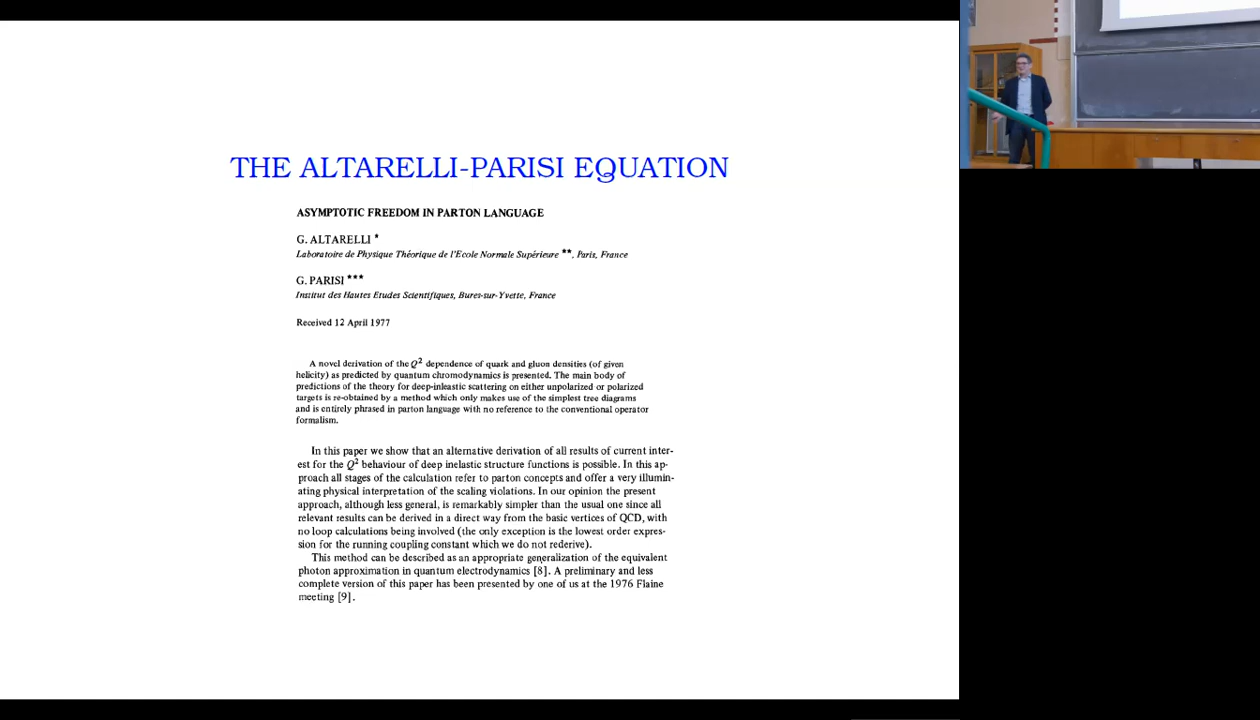 THE ALTARELLI-PARISI EQUATION
ASYMPTOTIC FREEDOM IN PARTON LANGUAGE
G. ALTARELLI *
Laboratoire de Physique Théorique de l'Ecole Normale Supérieure **, Paris, France
G. PARISI ***
Institut des Hautes Etudes Scientifiques, Bures-sur-Yvette, France
Received 12 April 1977
A novel derivation of the Q² dependence of quark and gluon densities (of given
helicity) as predicted by quantum chromodynamics is presented. The main body of
predictions of the theory for deep-inleastic scattering on either unpolarized or polarized
targets is re-obtained by a method which only makes use of the simplest tree diagrams
and is entirely phrased in parton language with no reference to the conventional operator
formalism.
In this paper we show that an alternative derivation of all results of current inter-
est for the Q² behaviour of deep inelastic structure functions is possible. In this ap-
proach all stages of the calculation refer to parton concepts and offer a very illumin-
ating physical interpretation of the scaling violations. In our opinion the present
approach, although less general, is remarkably simpler than the usual one since all
relevant results can be derived in a direct way from the basic vertices of QCD, with
no loop calculations being involved (the only exception is the lowest order expres-
sion for the running coupling constant which we do not rederive).
This method can be described as an appropriate generalization of the equivalent
photon approximation in quantum electrodynamics [8]. A preliminary and less
complete version of this paper has been presented by one of us at the 1976 Flaine
meeting [9].